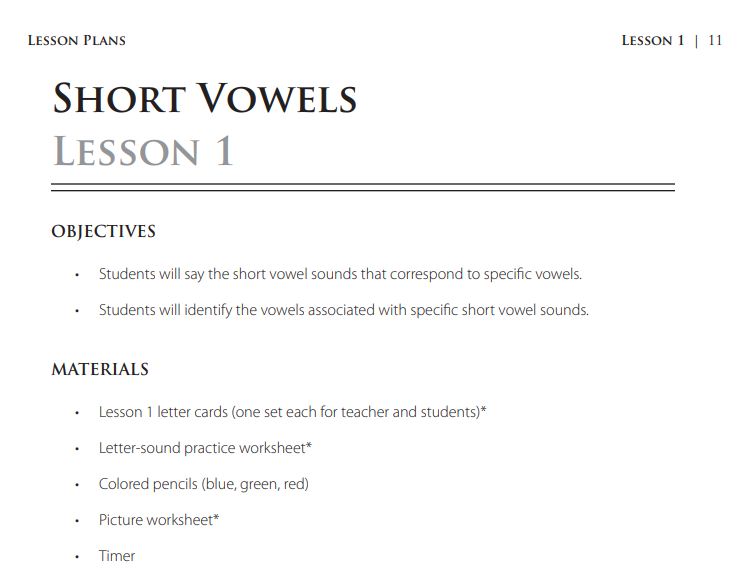 LESSON PLANS
LESSON 1 | 11
SHORT VOWELS
LESSON 1
OBJECTIVES
• Students will say the short vowel sounds that correspond to specific vowels.
• Students will identify the vowels associated with specific short vowel sounds.
MATERIALS
• Lesson 1 letter cards (one set each for teacher and students)*
• Letter-sound practice worksheet*
• Colored pencils (blue, green, red)
• Picture worksheet*
• Timer